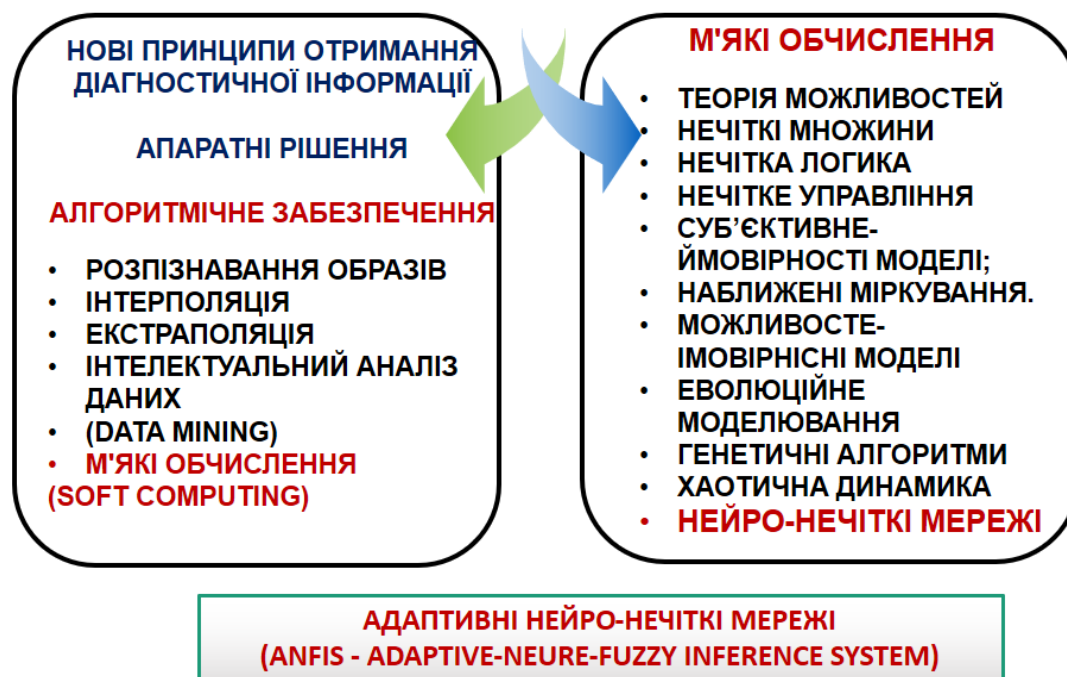 НОВІ ПРИНЦИПИ ОТРИМАННЯ
ДІАГНОСТИЧНОЇ ІНФОРМАЦІЇ
АПАРАТНІ РІШЕННЯ
АЛГОРИТМІЧНЕ ЗАБЕЗПЕЧЕННЯ
• РОЗПІЗНАВАННЯ ОБРАЗІВ
• ІНТЕРПОЛЯЦІЯ
• ЕКСТРАПОЛЯЦІЯ
• ІНТЕЛЕКТУАЛЬНИЙ АНАЛІЗ
ДАНИХ
• (DATA MINING)
• М'ЯКІ ОБЧИСЛЕННЯ
(SOFT COMPUTING)
М'ЯКІ ОБЧИСЛЕННЯ
• ТЕОРІЯ МОЖЛИВОСТЕЙ
• НЕЧІТКІ МНОЖИНИ
• НЕЧІТКА ЛОГИКА
• НЕЧІТКЕ УПРАВЛІННЯ
• СУБ’ЄКТИВНЕ-
ЙМОВІРНОСТІ МОДЕЛІ;
• НАБЛИЖЕНІ МІРКУВАННЯ.
• МОЖЛИВОСТЕ-
ІМОВІРНІСНІ МОДЕЛІ
• ЕВОЛЮЦІЙНЕ
МОДЕЛЮВАННЯ
• ГЕНЕТИЧНІ АЛГОРИТМИ
• ХАОТИЧНА ДИНАМИКА
• НЕЙРО-НЕЧІТКІ МЕРЕЖІ
АДАПТИВНІ НЕЙРО-НЕЧІТКІ МЕРЕЖІ
(ANFIS - ADAPTIVE-NEURE-FUZZY INFERENCE SYSTEM)